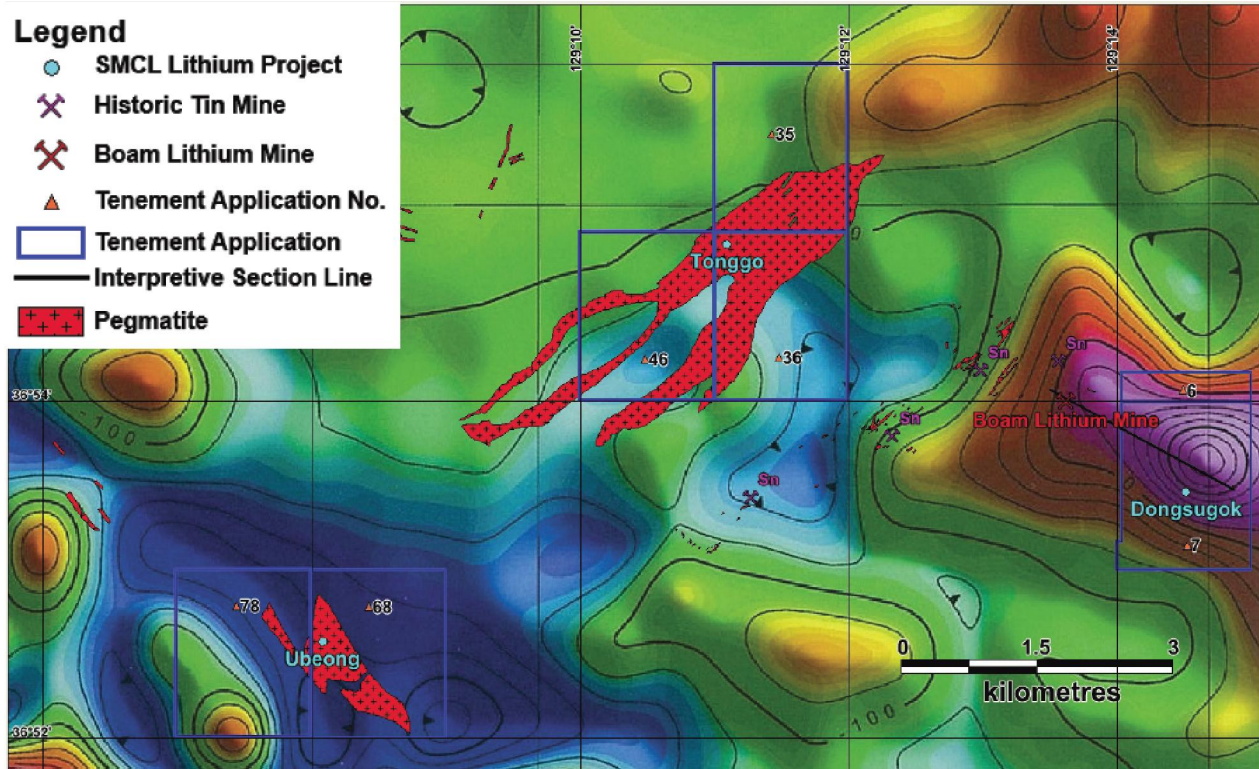 Legend
SMCL Lithium Project
Historic Tin Mine
Boam Lithium Mine
Tenement Application No.
Tenement Application
Interpretive Section Line
Pegmatite
129°10'
129°12'
129°14'
35
0
Tonggo
46
36
Sn
Sn
36°54'
-100
6
Sn
Boam Lithium Mine
Sn
Dongsugok
7
78
68
Ubeong
0 1.5 3
kilometres
-100
36°52'